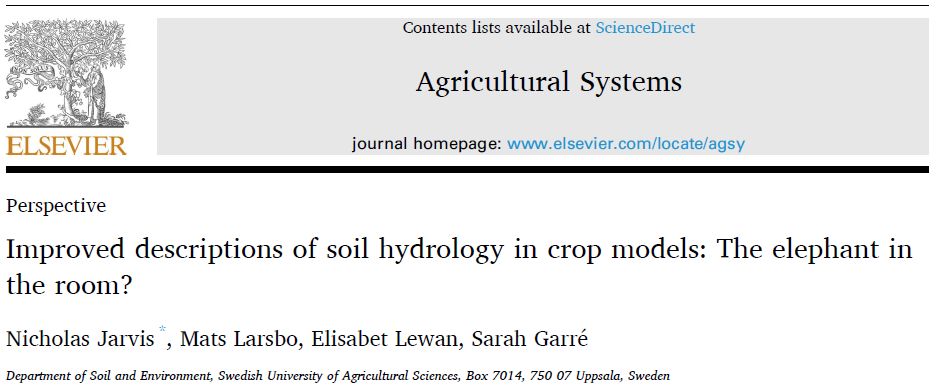 Contents lists available at ScienceDirect
Agricultural Systems
ELSEVIER
journal homepage: www.elsevier.com/locate/agsy
Perspective
Improved descriptions of soil hydrology in crop models: The elephant in
the room?
Nicholas Jarvis *, Mats Larsbo, Elisabet Lewan, Sarah Garré
Department of Soil and Environment, Swedish University of Agricultural Sciences, Box 7014, 750 07 Uppsala, Sweden